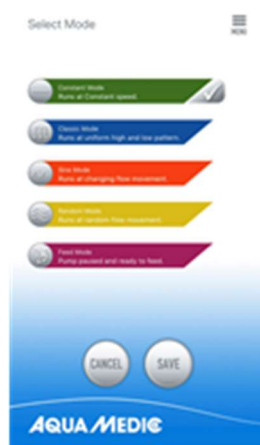 Select Mode
MENU
Constant Mode
Runs at Constant speed.
Classic Mode
Runs at uniform high and low pattern.
Sine Mode
Runs at changing flow movement.
Random Mode
Runs at random flow movement.
Feed Mode
Pump paused and ready to feed.
CANCEL
SAVE
AQUA MEDIC